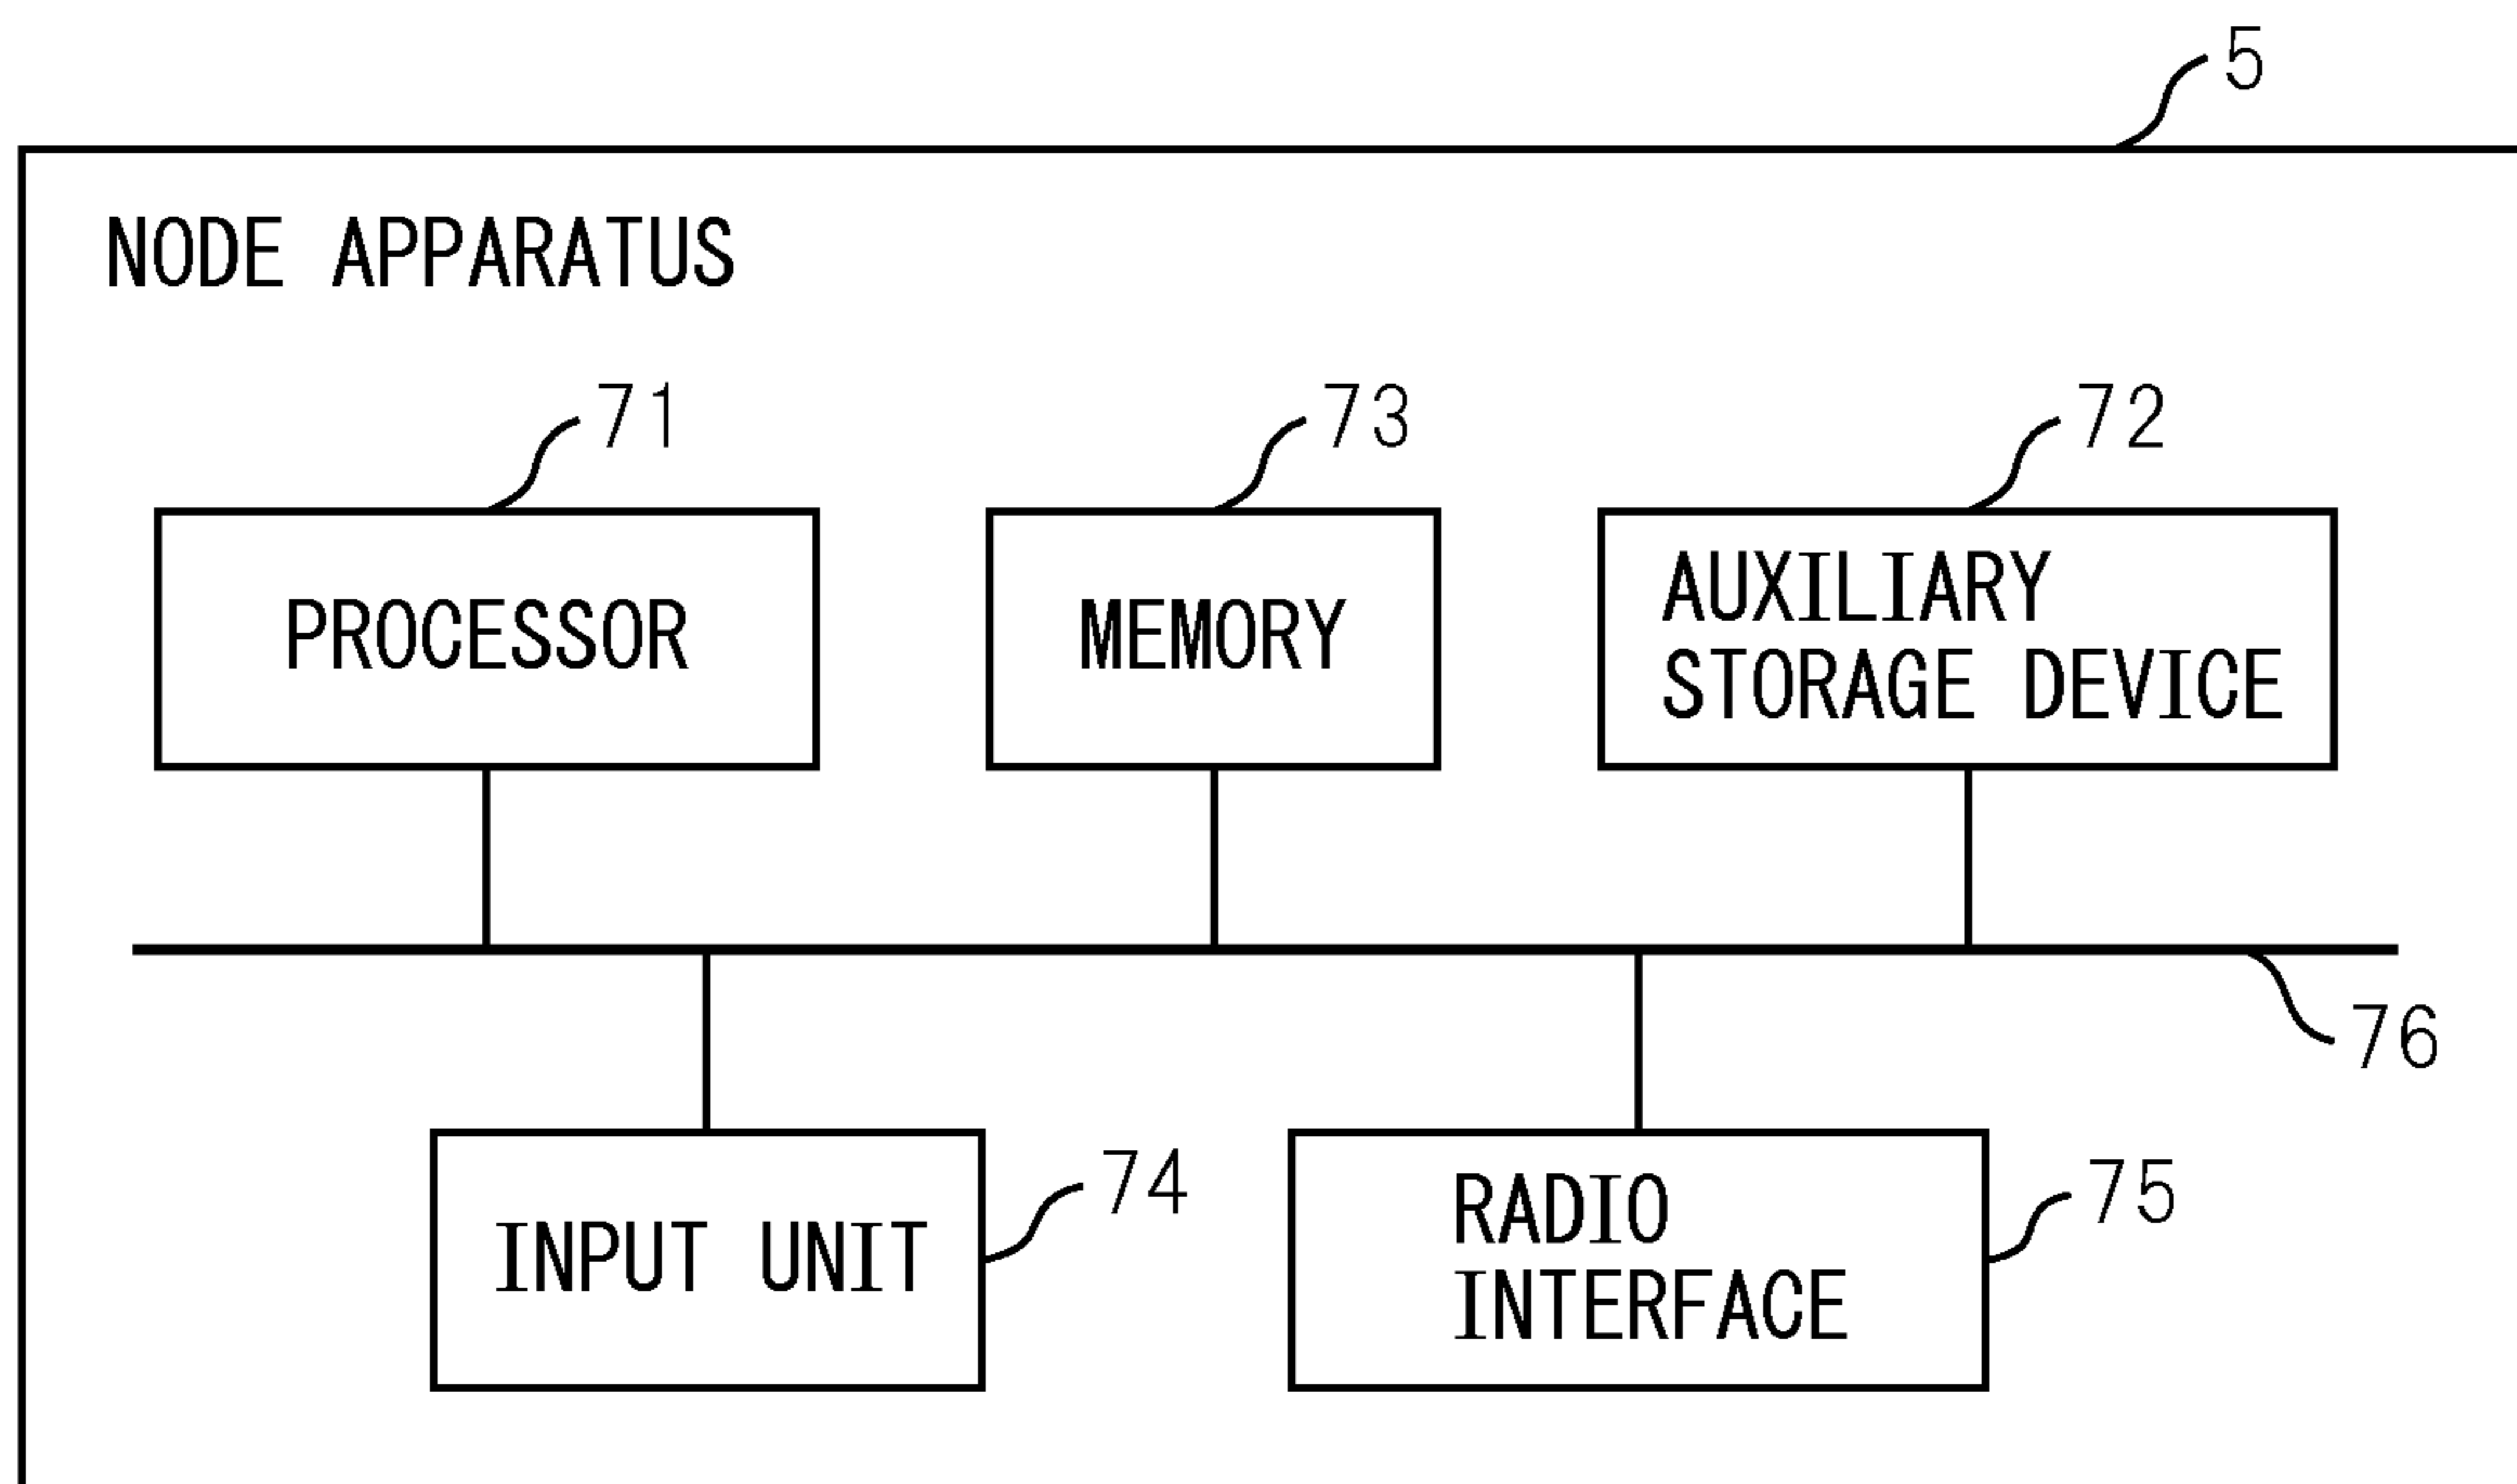 5
NODE APPARATUS
71
73
72
PROCESSOR
MEMORY
AUXILIARY
STORAGE DEVICE
76
74
75
INPUT UNIT
RADIO
INTERFACE